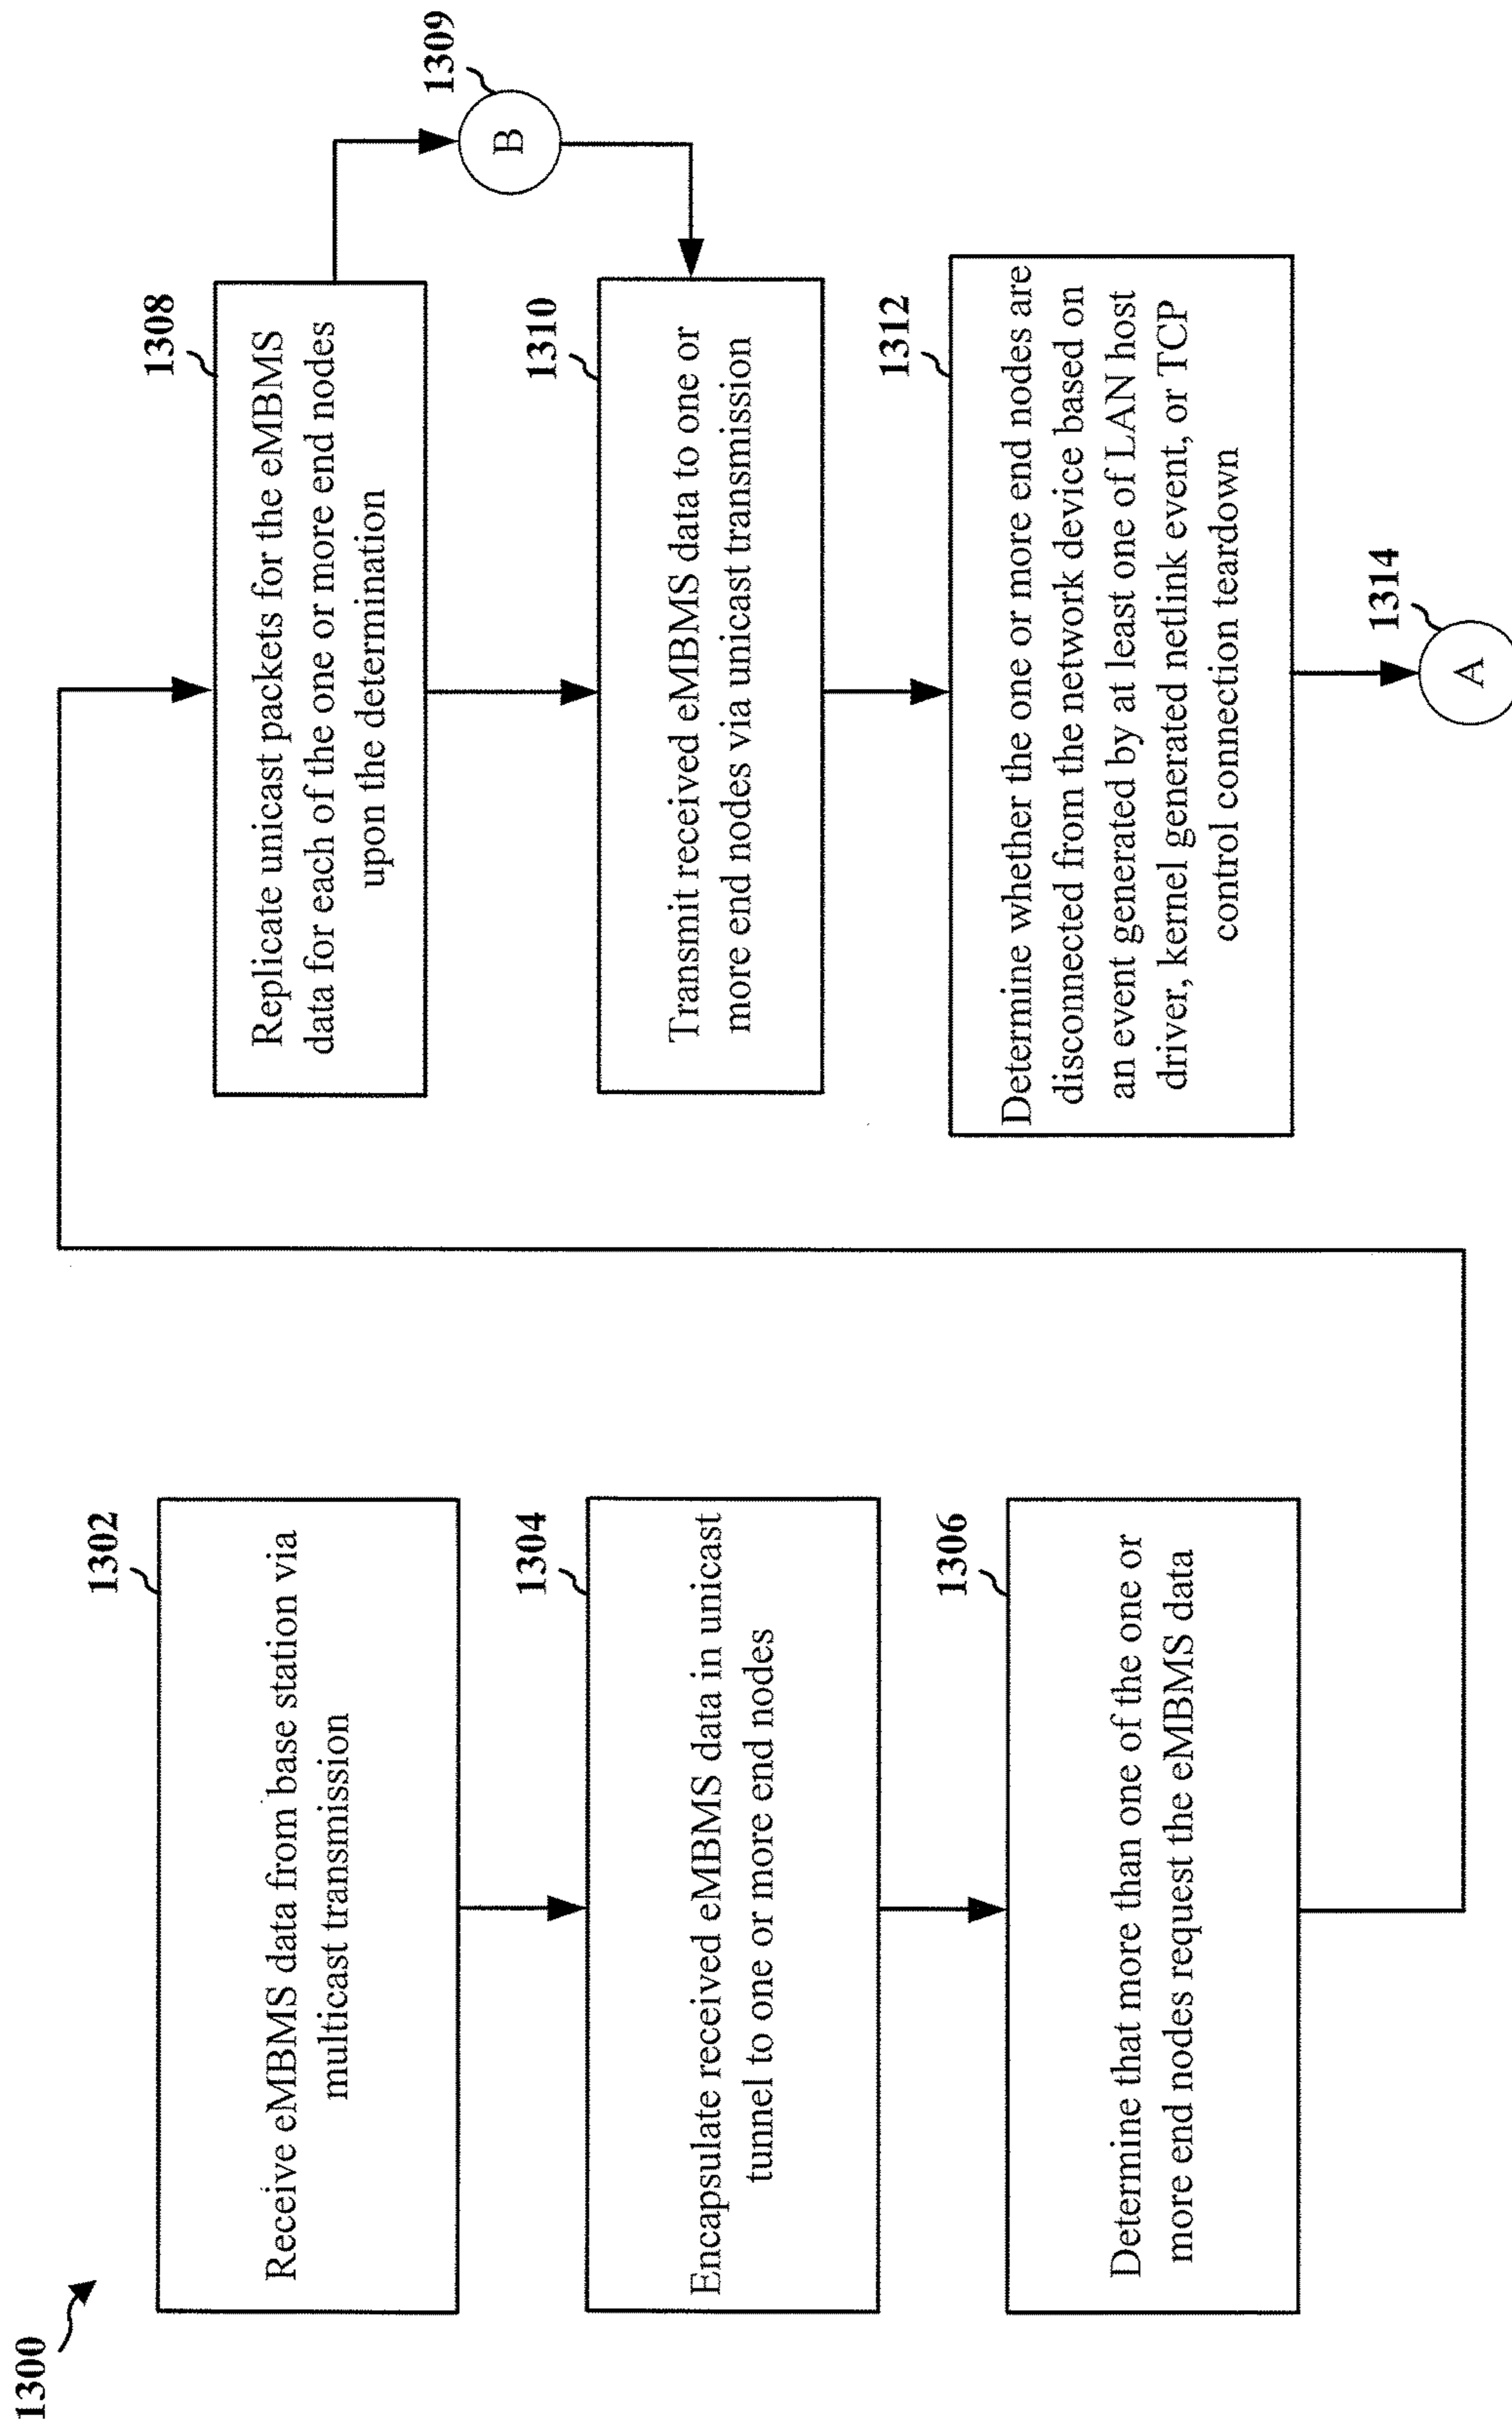 1300
1302
Receive eMBMS data from base station via
multicast transmission
1304
Encapsulate received eMBMS data in unicast
tunnel to one or more end nodes
1306
Determine that more than one of the one or
more end nodes request the eMBMS data
1308
Replicate unicast packets for the eMBMS
data for each of the one or more end nodes
upon the determination
1309
B
1310
Transmit received eMBMS data to one or
more end nodes via unicast transmission
1312
Determine whether the one or more end nodes are
disconnected from the network device based on
an event generated by at least one of LAN host
driver, kernel generated netlink event, or TCP
control connection teardown
1314
A